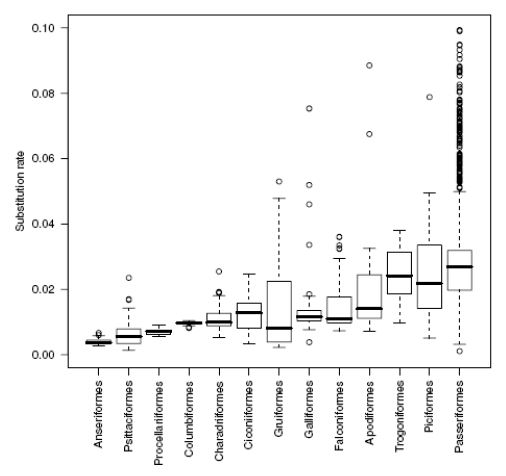 0.10
0.08
0.06
0.04
0.02
0.00
Substitution rate
Anseriformes
Psittaciformes
Procellariiformes
Columbiformes
Charadriiformes
Ciconiiformes
Gruiformes
Galliformes
Falconiformes
Apodiformes
Trogoniformes
Piciformes
Passeriformes